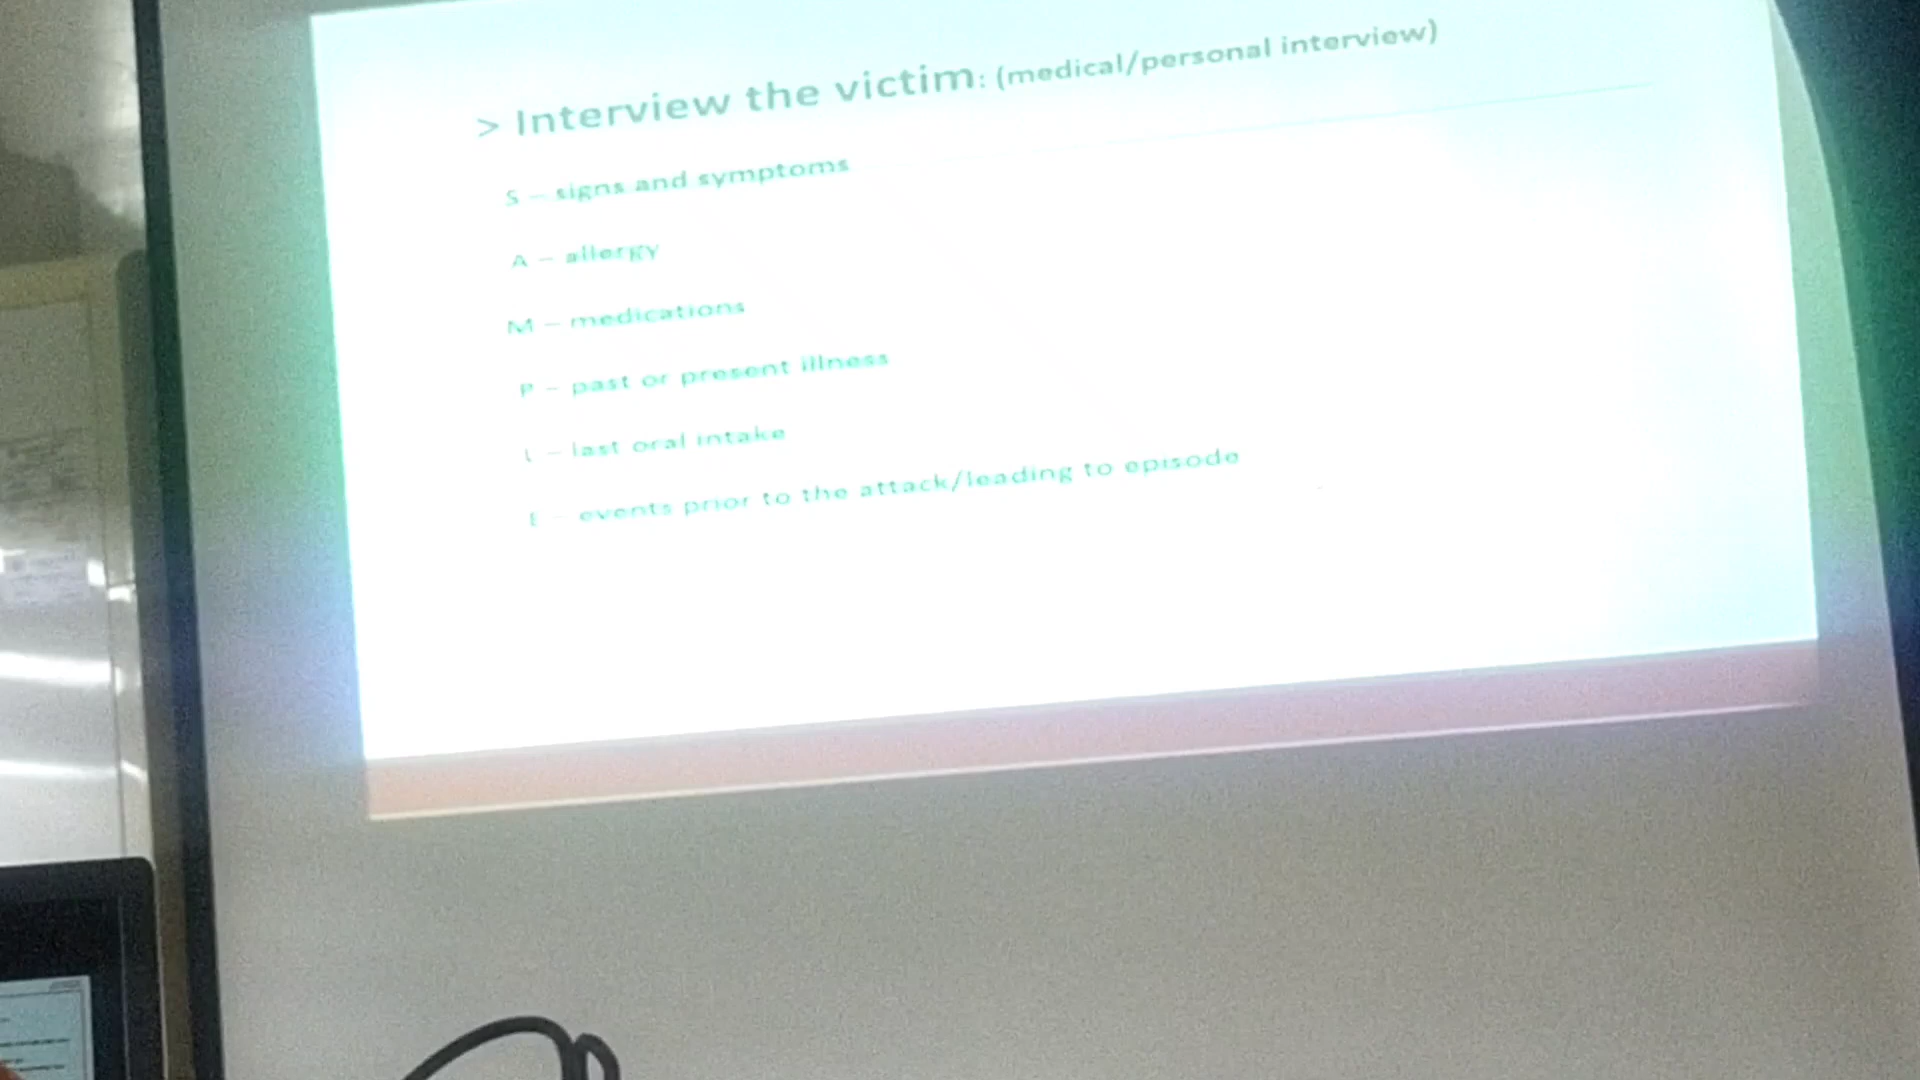 > Interview the victim: (medical/personal interview)
S – signs and symptoms
A – allergy
M – medications
P – past or present illness
L – last oral intake
E – events prior to the attack/leading to episode